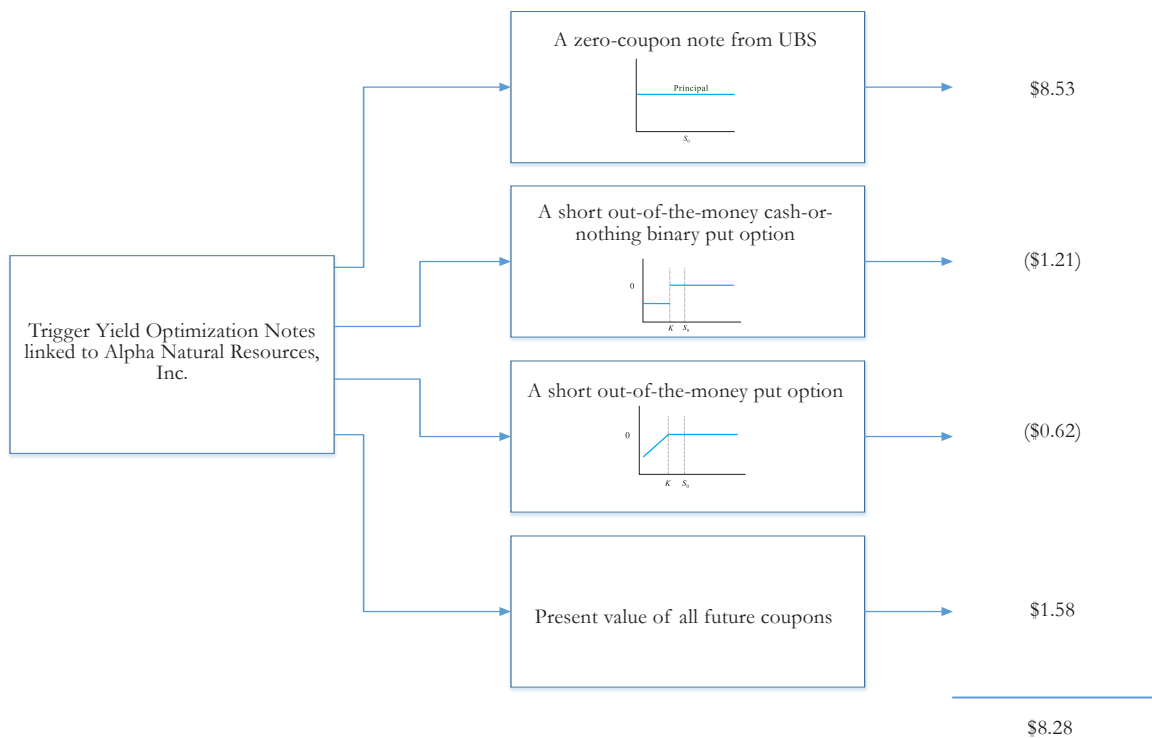 A zero-coupon note from UBS
Principal
S₀
$8.53
A short out-of-the-money cash-or-
nothing binary put option
0
K
S₀
($1.21)
Trigger Yield Optimization Notes
linked to Alpha Natural Resources,
Inc.
A short out-of-the-money put option
0
K
S₀
($0.62)
Present value of all future coupons
$1.58
$8.28